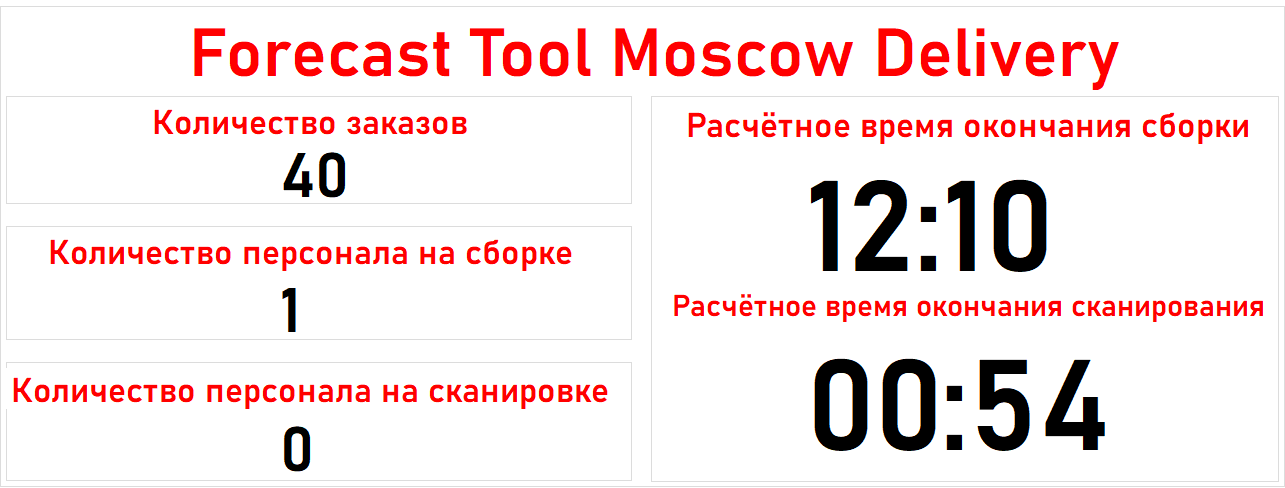 Forecast Tool Moscow Delivery
Количество заказов
40
Количество персонала на сборке
1
Количество персонала на сканировке
0
Расчётное время окончания сборки
12:10
Расчётное время окончания сканирования
00:54